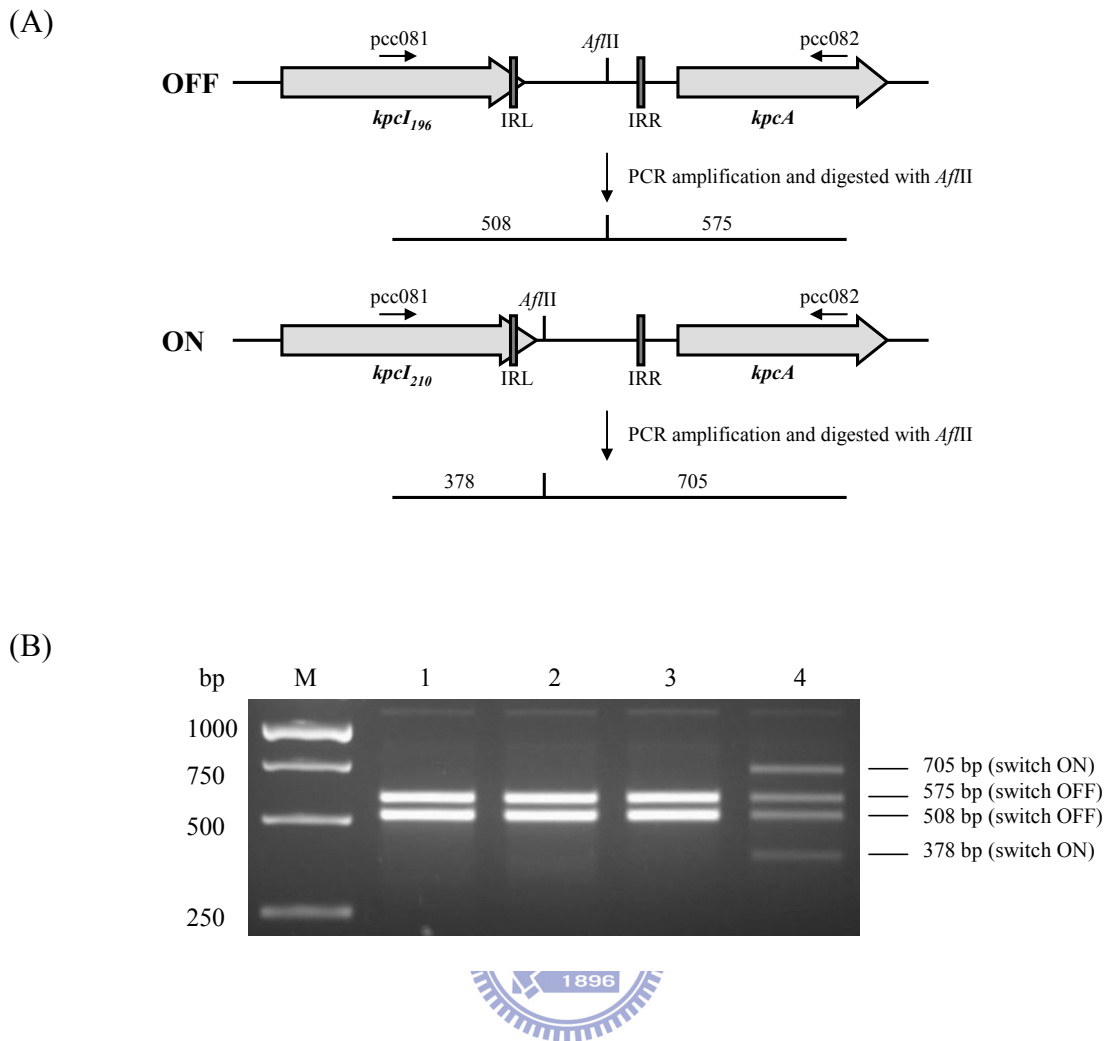 (A)
pcc081 AflII pcc082
OFF
kpcI196 IRL IRR kpcA
PCR amplification and digested with AflII
508 575
pcc081 AflII pcc082
ON
kpcI210 IRL IRR kpcA
PCR amplification and digested with AflII
378 705
(B)
bp M 1 2 3 4
1000
750
500
250
705 bp (switch ON)
575 bp (switch OFF)
508 bp (switch OFF)
378 bp (switch ON)
1896